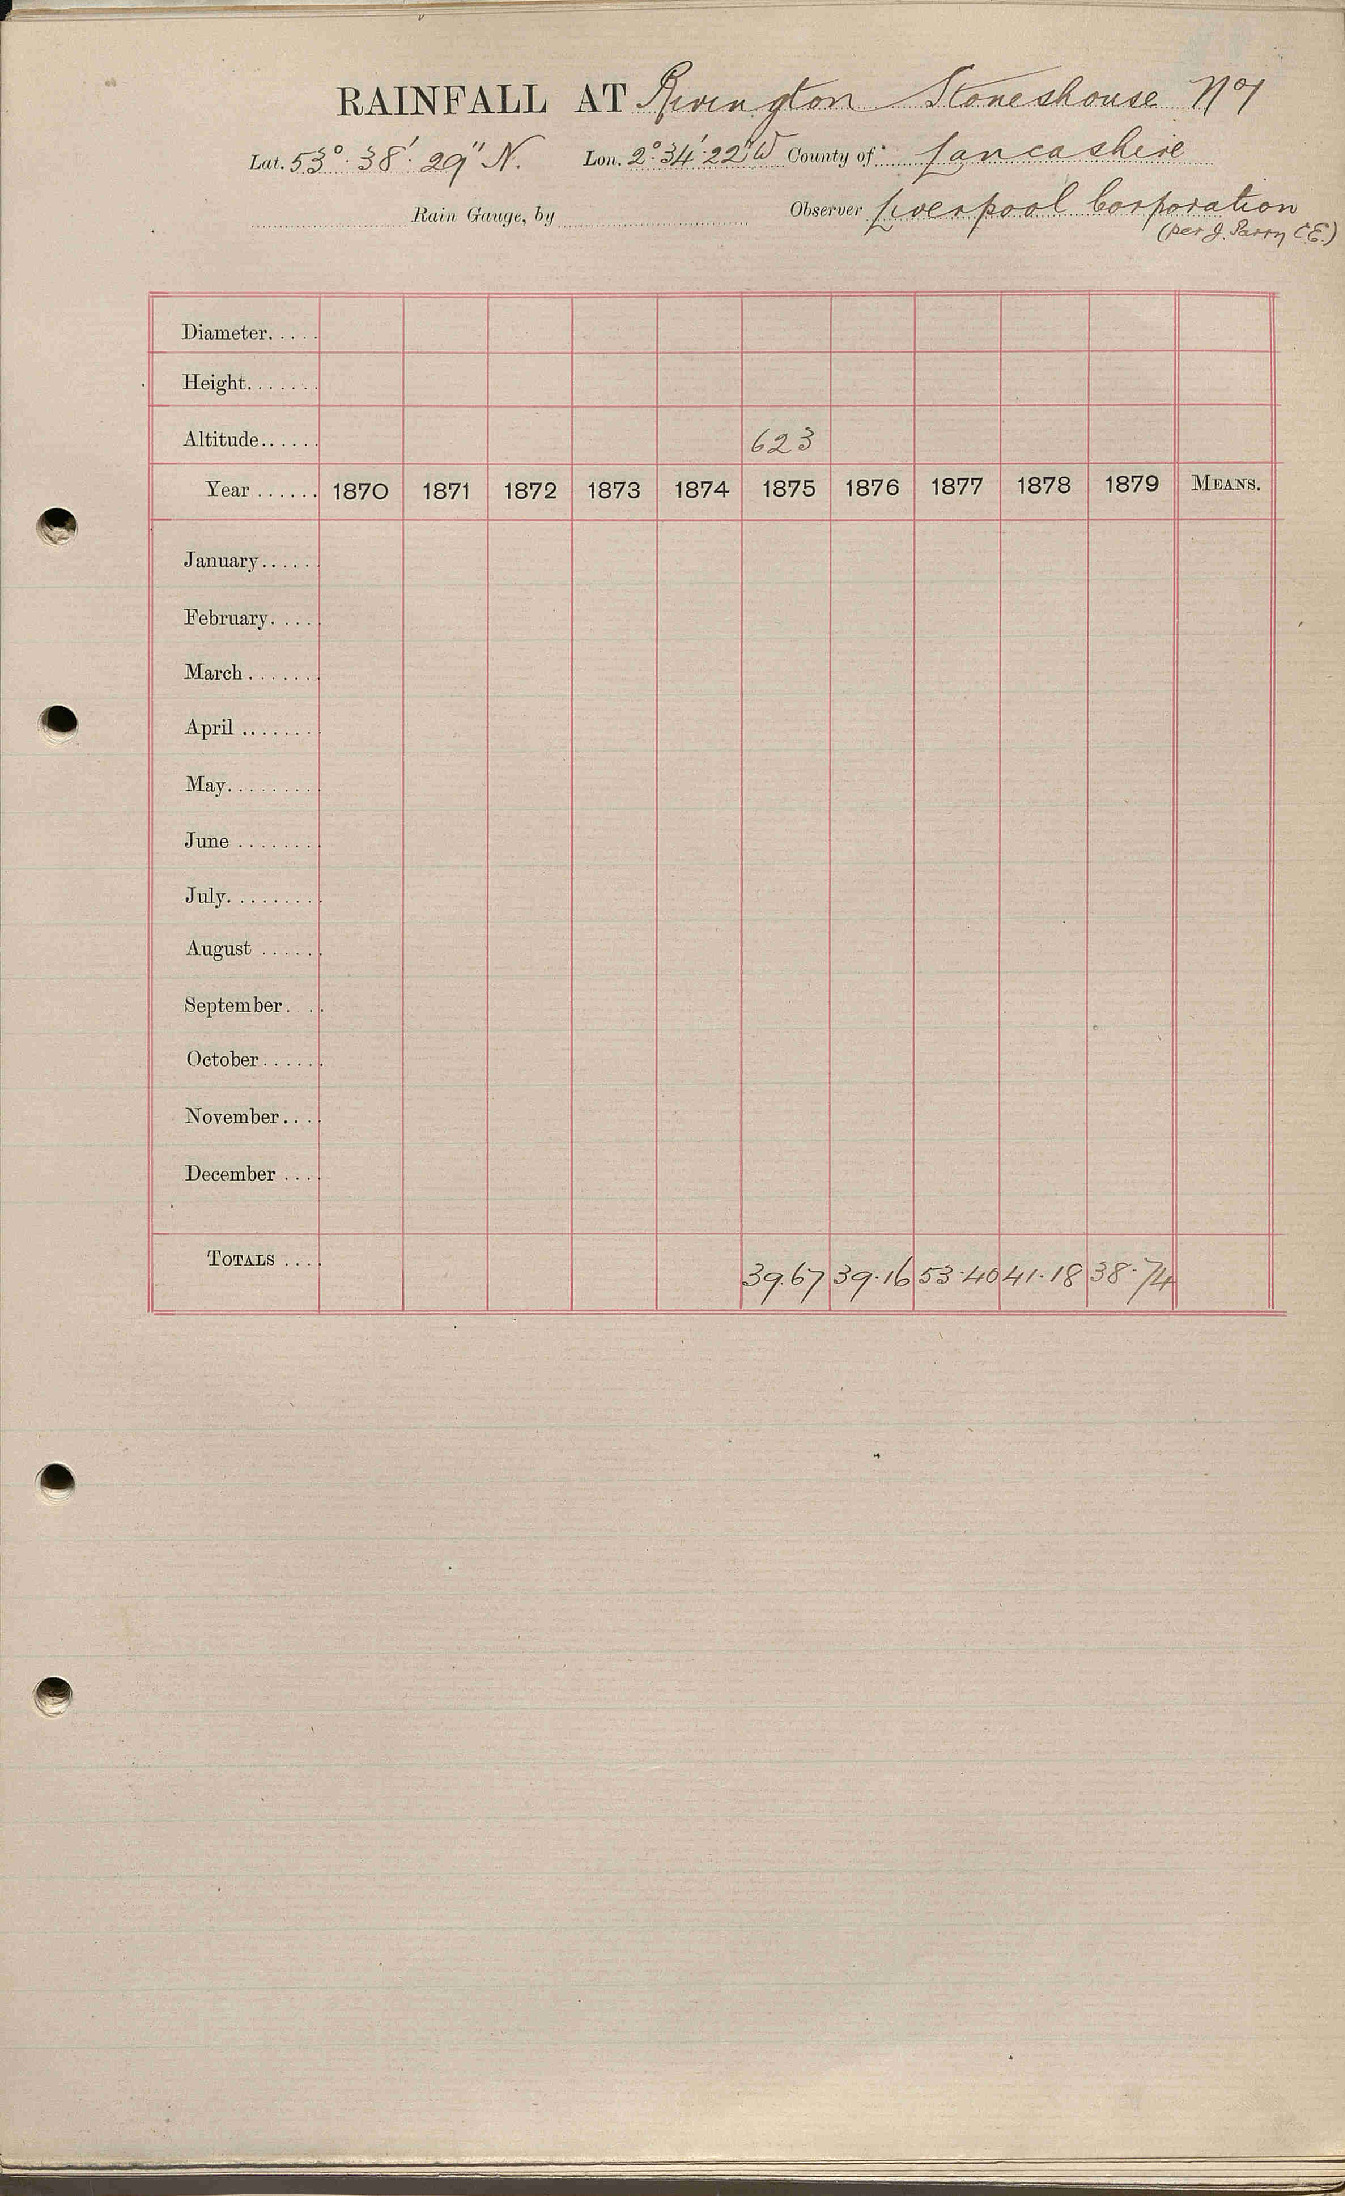 RAINFALL AT Rivington Stoneshouse No 1
Lat. 53° 38' 29" N. Lon. 2° 34' 22" W County of Lancashire
Rain Gauge, by Observer Liverpool Corporation
(per J. Parry C.E.)
Diameter.....
Height.......
Altitude...... 623
Year ...... 1870 1871 1872 1873 1874 1875 1876 1877 1878 1879 MEANS.
January.....
February....
March .......
April .......
May.........
June ........
July.........
August ......
September. ..
October......
November....
December ....
TOTALS .... 39.67 39.16 53.40 41.18 38.74